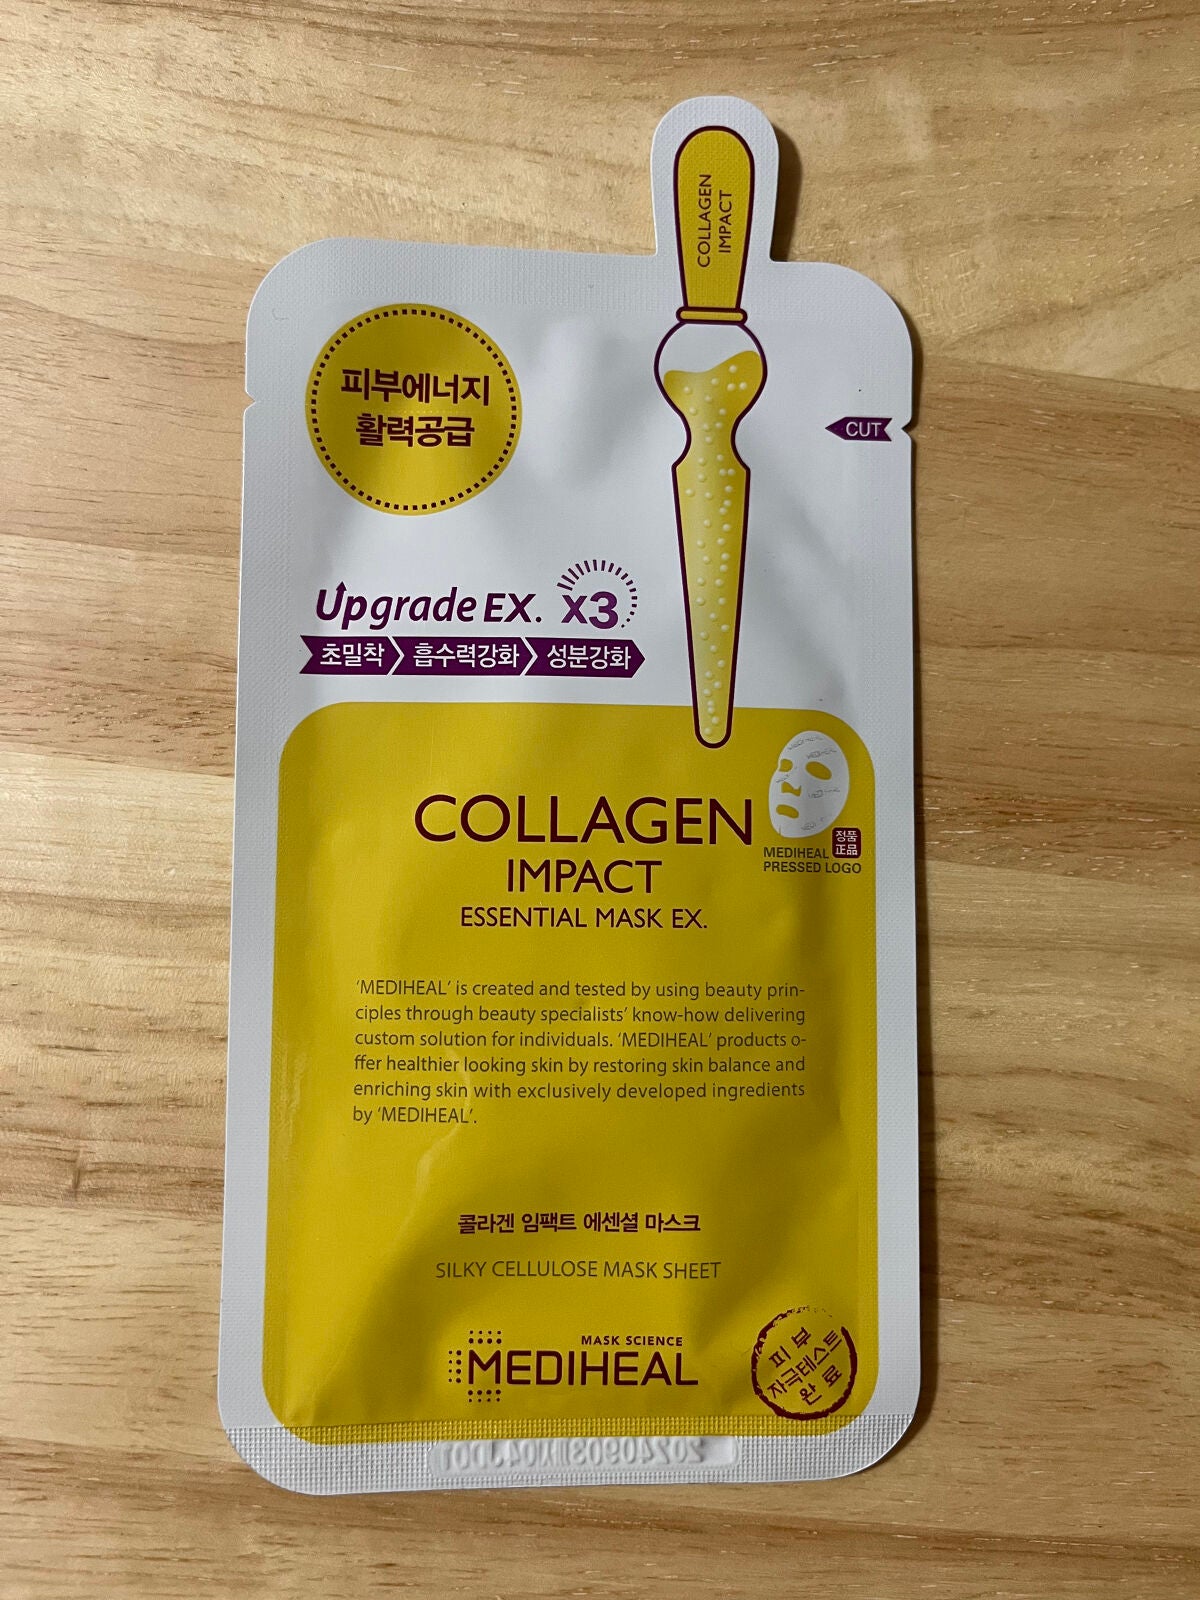 COLLAGEN
IMPACT
피부에너지
활력공급
CUT
Upgrade EX. x3
초밀착 흡수력강화 성분강화
COLLAGEN
IMPACT
ESSENTIAL MASK EX.
정품
正品
MEDIHEAL
PRESSED LOGO
'MEDIHEAL' is created and tested by using beauty prin-
ciples through beauty specialists' know-how delivering
custom solution for individuals. 'MEDIHEAL' products o-
ffer healthier looking skin by restoring skin balance and
enriching skin with exclusively developed ingredients
by 'MEDIHEAL'.
콜라겐 임팩트 에센셜 마스크
SILKY CELLULOSE MASK SHEET
MASK SCIENCE
MEDIHEAL
피부
자극테스트
완료